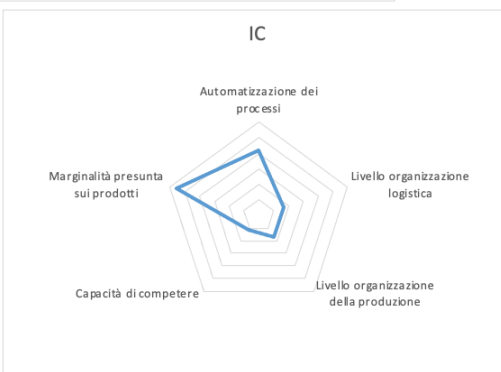 IC
Automatizzazione dei
processi
Livello organizzazione
logistica
Livello organizzazione
della produzione
Capacità di competere
Marginalità presunta
sui prodotti